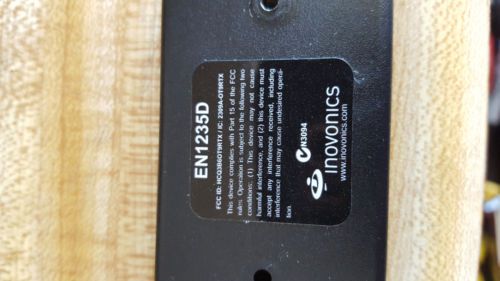 EN1235D
FCC ID: HCQ3B6OT9RTX / IC: 2309A-OT9RTX
This device complies with Part 15 of the FCC
rules. Operation is subject to the following two
conditions: (1) This device may not cause
harmful interference, and (2) this device must
accept any interference received, including
interference that may cause undesired opera-
tion.
N3094
inovonics
www.inovonics.com